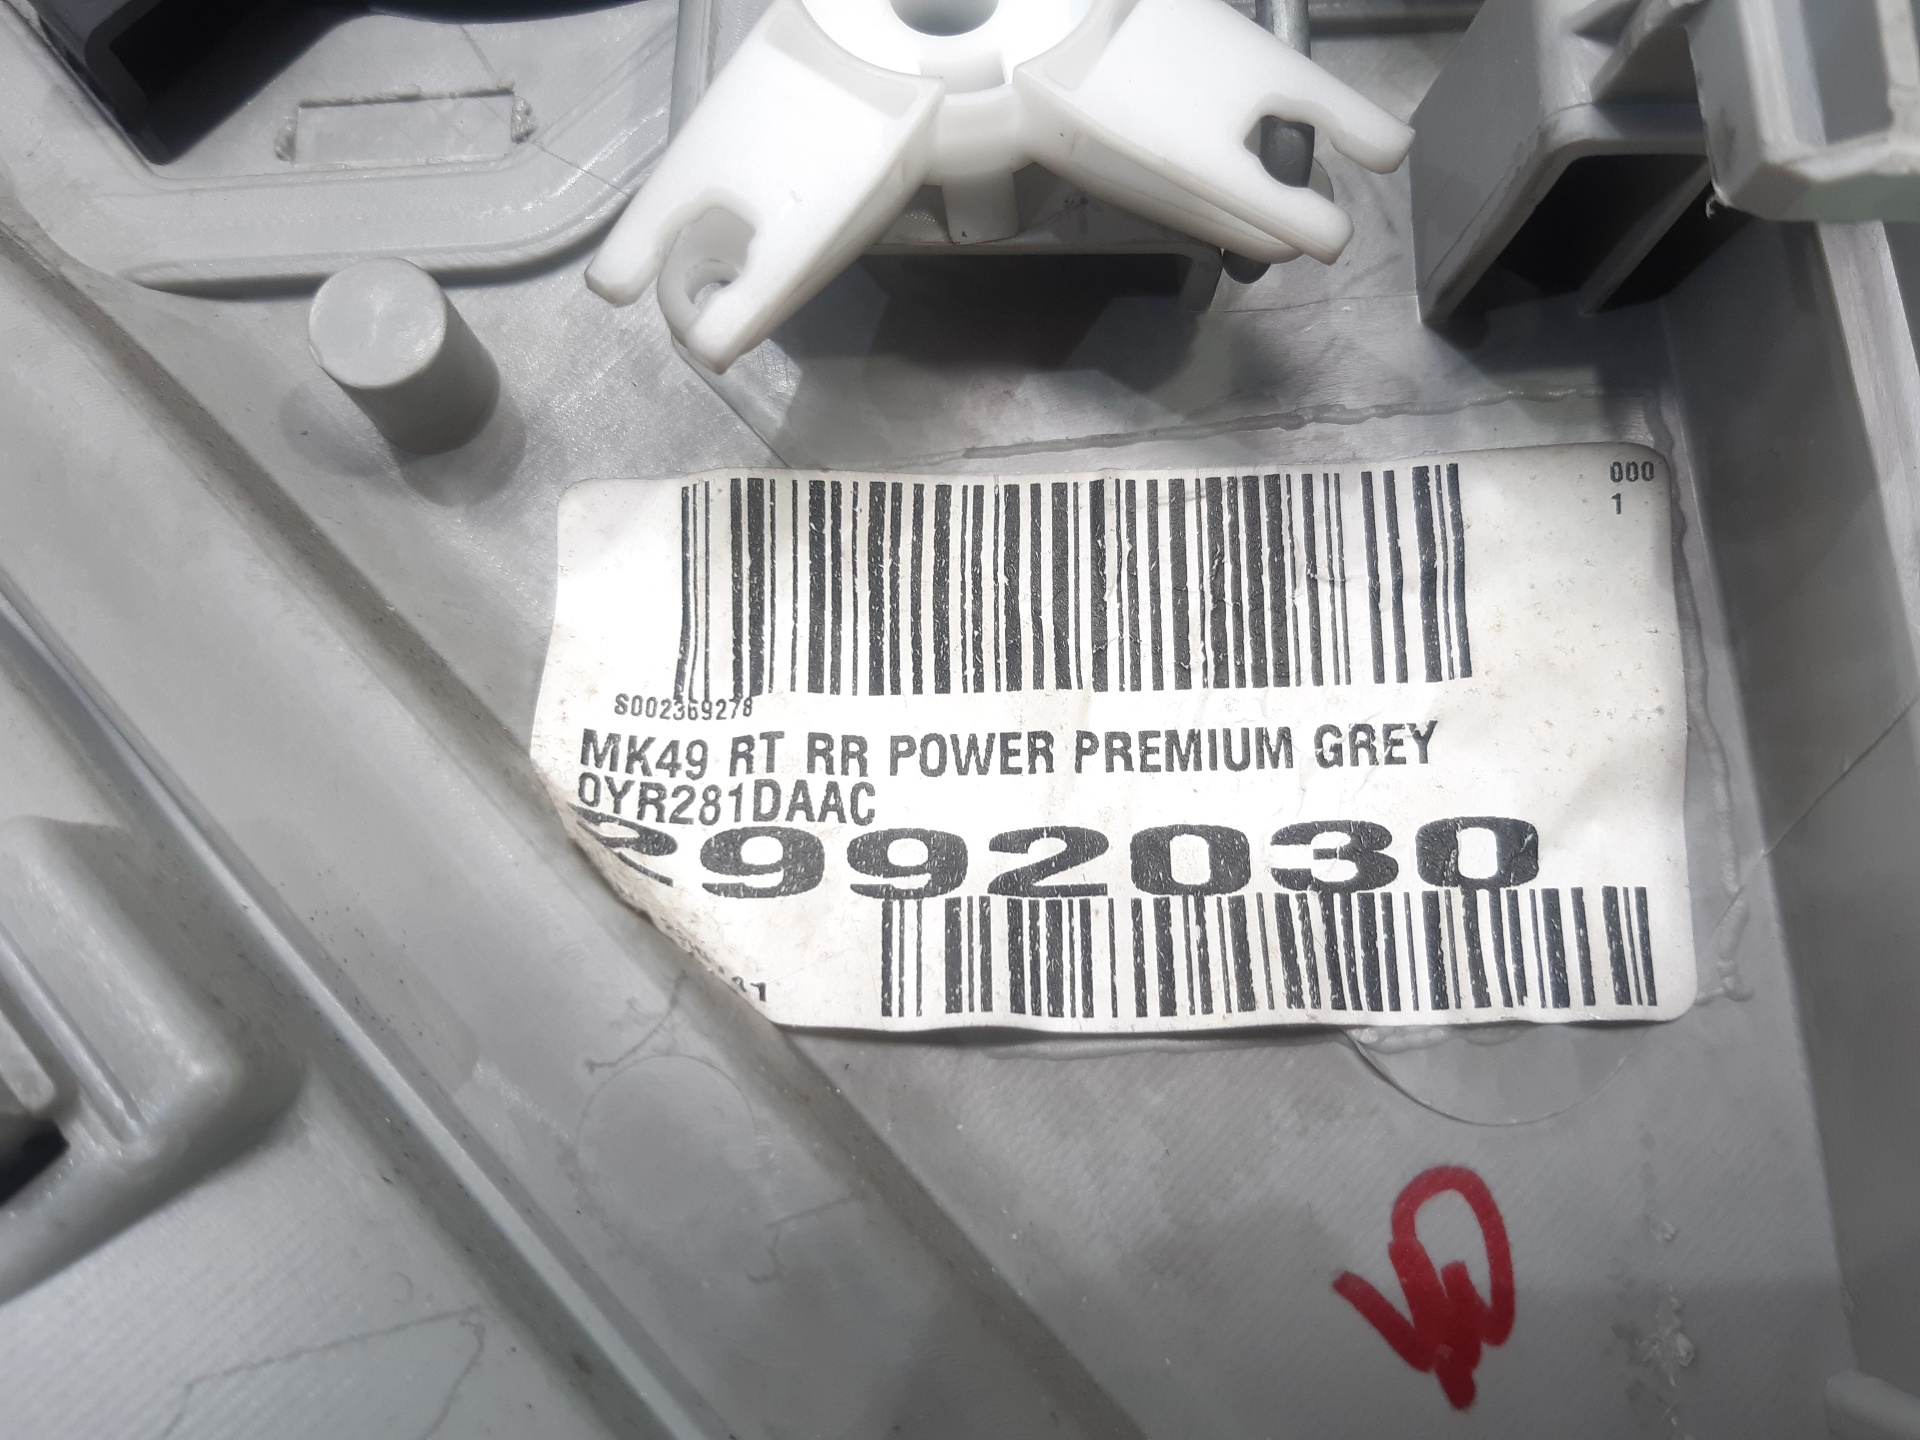 000
1
S002369278
MK49 RT RR POWER PREMIUM GREY
0YR281DAAC
2992030